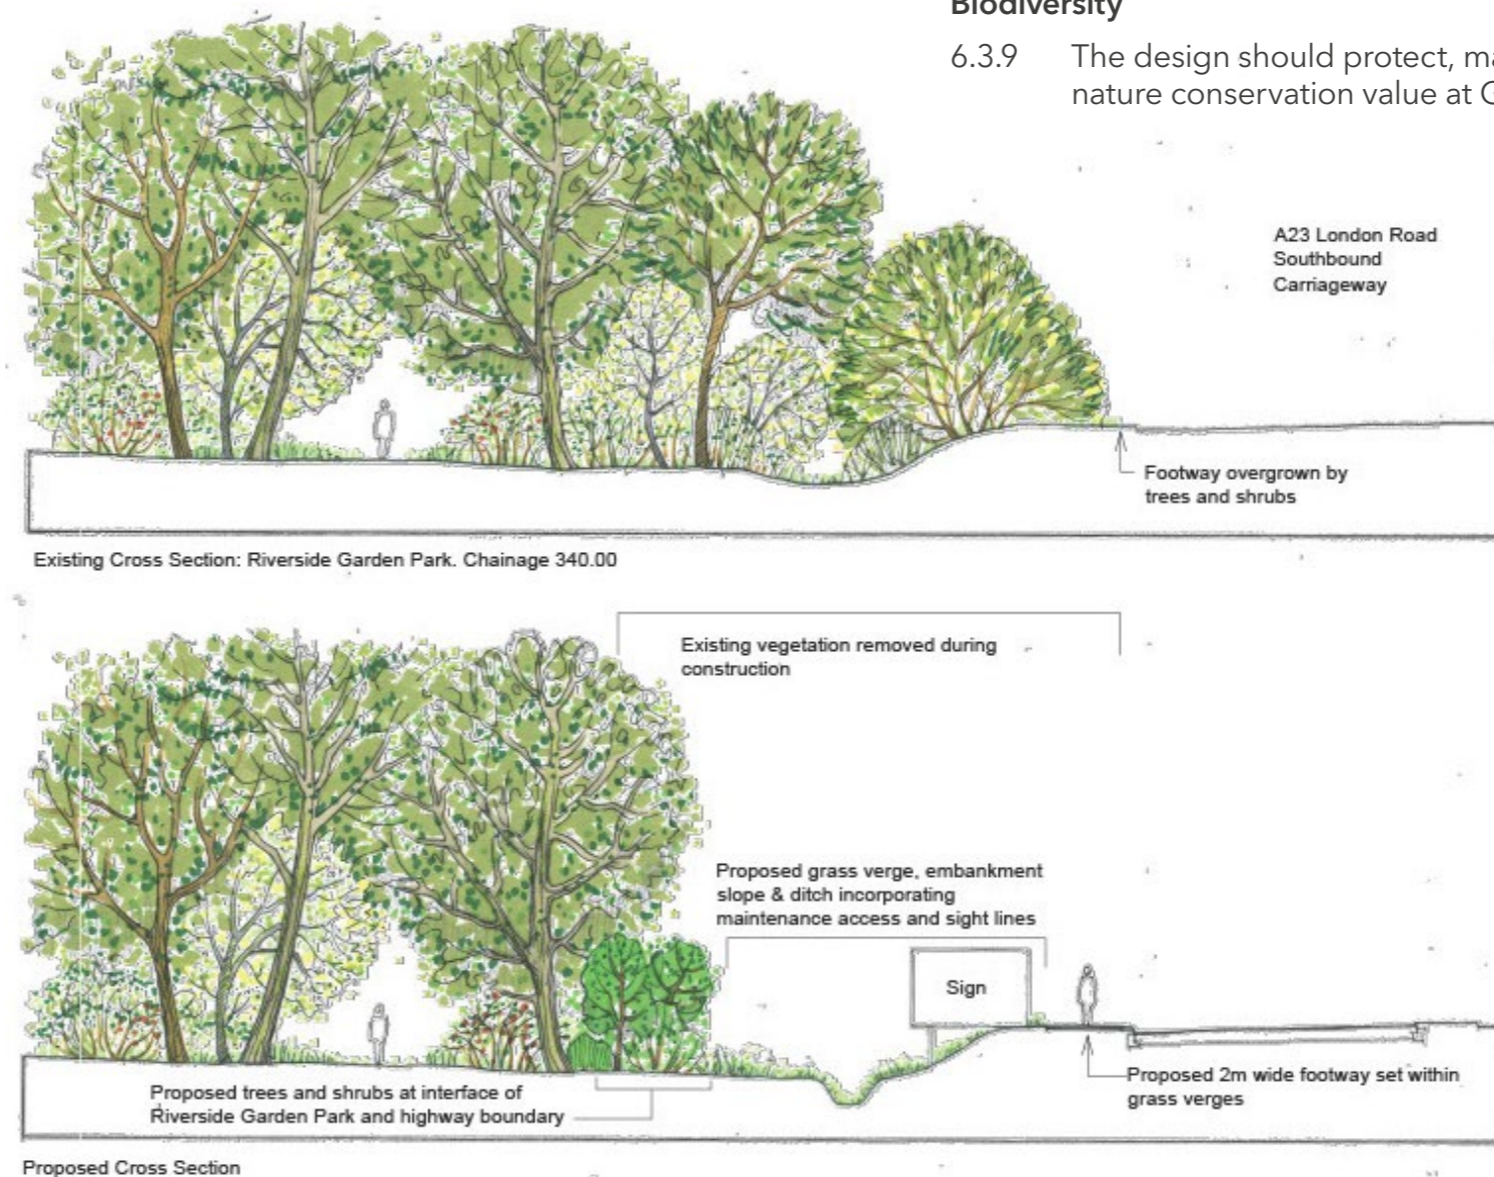 Biodiversity
6.3.9 The design should protect, ma
nature conservation value at G
A23 London Road
Southbound
Carriageway
Footway overgrown by
trees and shrubs
Existing Cross Section: Riverside Garden Park. Chainage 340.00
Existing vegetation removed during
construction
Proposed grass verge, embankment
slope & ditch incorporating
maintenance access and sight lines
Sign
Proposed 2m wide footway set within
grass verges
Proposed trees and shrubs at interface of
Riverside Garden Park and highway boundary
Proposed Cross Section